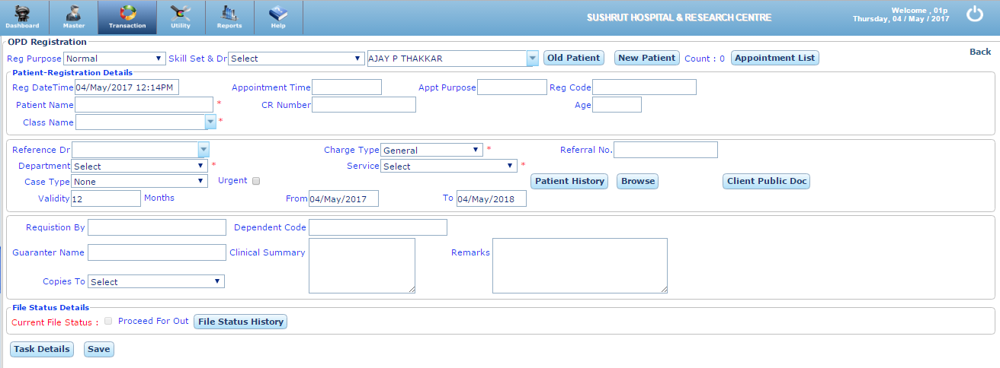 Dashboard Master Transaction Utility Reports Help
SUSHRUT HOSPITAL & RESEARCH CENTRE
Welcome , 01p
Thursday, 04 / May / 2017
OPD Registration
Back
Reg Purpose Normal Skill Set & Dr Select AJAY P THAKKAR Old Patient New Patient Count : 0 Appointment List
Patient-Registration Details
Reg DateTime 04/May/2017 12:14PM Appointment Time Appt Purpose Reg Code
Patient Name * CR Number Age
Class Name *
Reference Dr Charge Type General * Referral No.
Department Select * Service Select *
Case Type None Urgent Patient History Browse Client Public Doc
Validity 12 Months From 04/May/2017 To 04/May/2018
Requistion By Dependent Code
Guaranter Name Clinical Summary Remarks
Copies To Select
File Status Details
Current File Status : Proceed For Out File Status History
Task Details Save